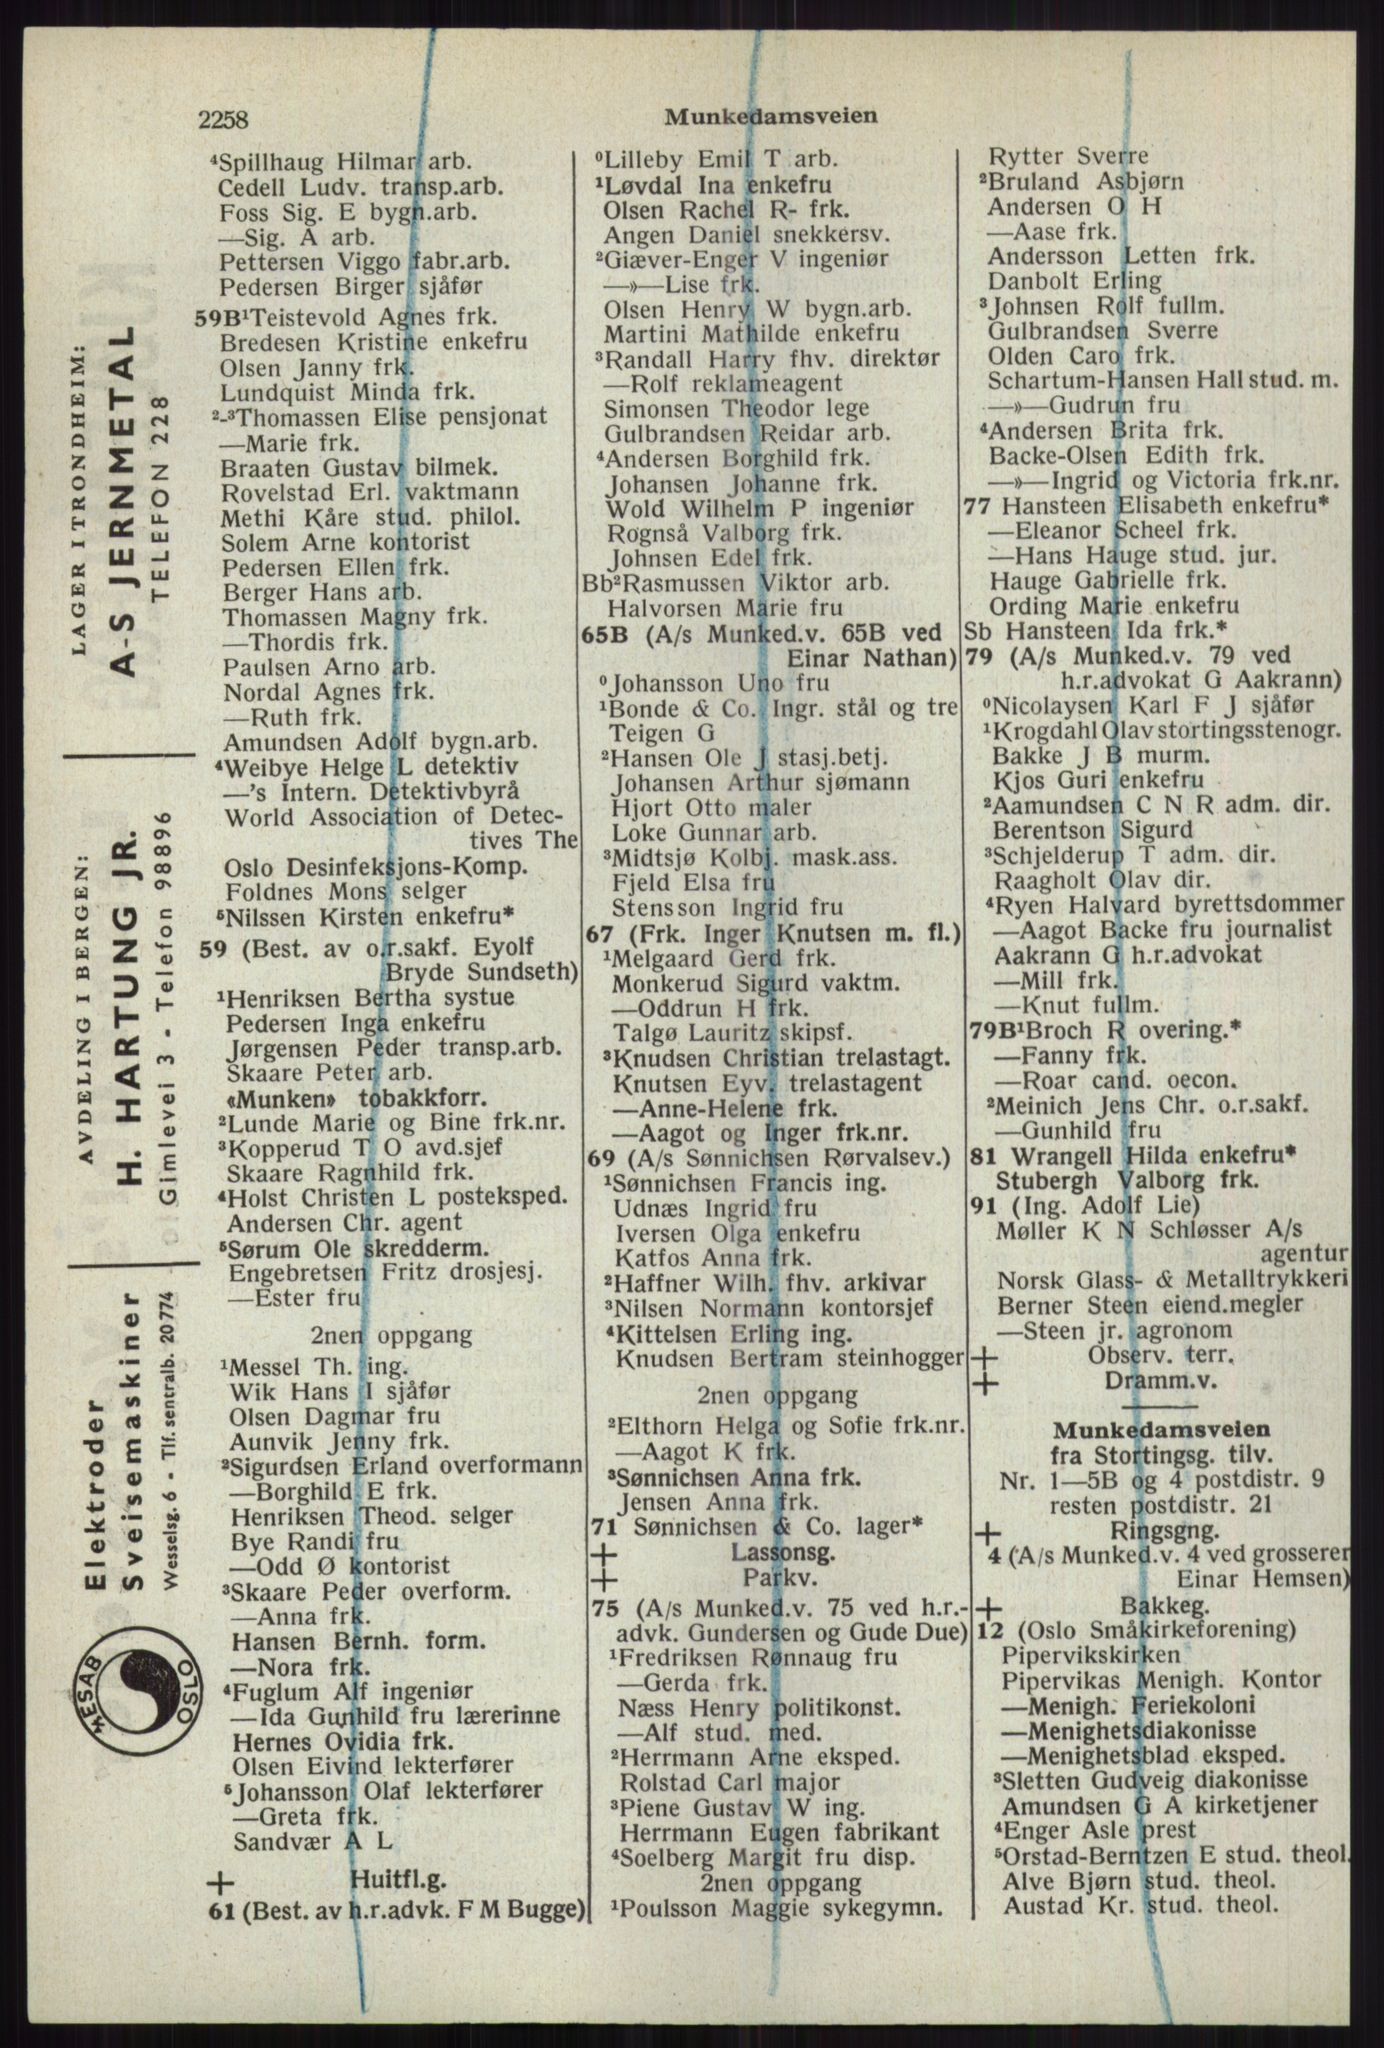 2258
Munkedamsveien
⁴Spillhaug Hilmar arb.
Cedell Ludv. transp.arb.
Foss Sig. E bygn.arb.
—Sig. A arb.
Pettersen Viggo fabr.arb.
Pedersen Birger sjåfør
59B¹Teistevold Agnes frk.
Bredesen Kristine enkefru
Olsen Janny frk.
Lundquist Minda frk.
²-³Thomassen Elise pensjonat
—Marie frk.
Braaten Gustav bilmek.
Rovelstad Erl. vaktmann
Methi Kåre stud. philol.
Solem Arne kontorist
Pedersen Ellen frk.
Berger Hans arb.
Thomassen Magny frk.
—Thordis frk.
Paulsen Arno arb.
Nordal Agnes frk.
—Ruth frk.
Amundsen Adolf bygn.arb.
⁴Weibye Helge L detektiv
—'s Intern. Detektivbyrå
World Association of Detec-
tives The
Oslo Desinfeksjons-Komp.
Foldnes Mons selger
⁵Nilssen Kirsten enkefru*
59 (Best. av o.r.sakf. Eyolf
Bryde Sundseth)
¹Henriksen Bertha systue
Pedersen Inga enkefru
Jørgensen Peder transp.arb.
Skaare Peter arb.
«Munken» tobakkforr.
²Lunde Marie og Bine frk.nr.
³Kopperud T O avd.sjef
Skaare Ragnhild frk.
⁴Holst Christen L posteksped.
Andersen Chr. agent
⁵Sørum Ole skredderm.
Engebretsen Fritz drosjesj.
—Ester fru
2nen oppgang
¹Messel Th. ing.
Wik Hans I sjåfør
Olsen Dagmar fru
Aunvik Jenny frk.
²Sigurdsen Erland overformann
—Borghild E frk.
Henriksen Theod. selger
Bye Randi fru
—Odd Ø kontorist
³Skaare Peder overform.
—Anna frk.
Hansen Bernh. form.
—Nora frk.
⁴Fuglum Alf ingeniør
—Ida Gunhild fru lærerinne
Hernes Ovidia frk.
Olsen Eivind lekterfører
⁵Johansson Olaf lekterfører
—Greta frk.
Sandvær A L
+ Huitfl.g.
61 (Best. av h.r.advk. F M Bugge)
⁰Lilleby Emil T arb.
¹Løvdal Ina enkefru
Olsen Rachel R- frk.
Angen Daniel snekkersv.
²Giæver-Enger V ingeniør
—»—Lise frk.
Olsen Henry W bygn.arb.
Martini Mathilde enkefru
³Randall Harry fhv. direktør
—Rolf reklameagent
Simonsen Theodor lege
Gulbrandsen Reidar arb.
⁴Andersen Borghild frk.
Johansen Johanne frk.
Wold Wilhelm P ingeniør
Rognså Valborg frk.
Johnsen Edel frk.
Bb²Rasmussen Viktor arb.
Halvorsen Marie fru
65B (A/s Munked.v. 65B ved
Einar Nathan)
⁰Johansson Uno fru
¹Bonde & Co. Ingr. stål og tre
Teigen G
²Hansen Ole J stasj.betj.
Johansen Arthur sjømann
Hjort Otto maler
Loke Gunnar arb.
³Midtsjø Kolbj. mask.ass.
Fjeld Elsa fru
Stensson Ingrid fru
67 (Frk. Inger Knutsen m. fl.)
¹Melgaard Gerd frk.
Monkerud Sigurd vaktm.
—Oddrun H frk.
Talgø Lauritz skipsf.
³Knudsen Christian trelastagt.
Knutsen Eyv. trelastagent
—Anne-Helene frk.
—Aagot og Inger frk.nr.
69 (A/s Sønnichsen Rørvalsev.)
¹Sønnichsen Francis ing.
Udnæs Ingrid fru
Iversen Olga enkefru
Katfos Anna frk.
²Haffner Wilh. fhv. arkivar
³Nilsen Normann kontorsjef
⁴Kittelsen Erling ing.
Knudsen Bertram steinhogger
2nen oppgang
²Elthorn Helga og Sofie frk.nr.
—Aagot K frk.
³Sønnichsen Anna frk.
Jensen Anna frk.
71 Sønnichsen & Co. lager*
+ Lassonsg.
+ Parkv.
75 (A/s Munked.v. 75 ved h.r.-
advk. Gundersen og Gude Due)
¹Fredriksen Rønnaug fru
—Gerda frk.
Næss Henry politikonst.
—Alf stud. med.
²Herrmann Arne eksped.
Rolstad Carl major
³Piene Gustav W ing.
Herrmann Eugen fabrikant
⁴Soelberg Margit fru disp.
2nen oppgang
¹Poulsson Maggie sykegymn.
Rytter Sverre
²Bruland Asbjørn
Andersen O H
—Aase frk.
Andersson Letten frk.
Danbolt Erling
³Johnsen Rolf fullm.
Gulbrandsen Sverre
Olden Caro frk.
Schartum-Hansen Hall stud. m.
—»—Gudrun fru
⁴Andersen Brita frk.
Backe-Olsen Edith frk.
—»—Ingrid og Victoria frk.nr.
77 Hansteen Elisabeth enkefru*
—Eleanor Scheel frk.
—Hans Hauge stud. jur.
Hauge Gabrielle frk.
Ording Marie enkefru
Sb Hansteen Ida frk.*
79 (A/s Munked.v. 79 ved
h.r.advokat G Aakrann)
⁰Nicolaysen Karl F J sjåfør
¹Krogdahl Olav stortingsstenogr.
Bakke J B murm.
Kjos Guri enkefru
²Aamundsen C N R adm. dir.
Berentson Sigurd
³Schjelderup T adm. dir.
Raagholt Olav dir.
⁴Ryen Halvard byrettsdommer
—Aagot Backe fru journalist
Aakrann G h.r.advokat
—Mill frk.
—Knut fullm.
79B¹Broch R overing.*
—Fanny frk.
—Roar cand. oecon.
²Meinich Jens Chr. o.r.sakf.
—Gunhild fru
81 Wrangell Hilda enkefru*
Stubergh Valborg frk.
91 (Ing. Adolf Lie)
Møller K N Schløsser A/s
agentur
Norsk Glass- & Metalltrykkeri
Berner Steen eiend.megler
—Steen jr. agronom
+ Observ. terr.
+ Dramm.v.
Munkedamsveien
fra Stortingsg. tilv.
Nr. 1—5B og 4 postdistr. 9
resten postdistr. 21
+ Ringsgng.
4 (A/s Munked.v. 4 ved grosserer
Einar Hemsen)
+ Bakkeg.
12 (Oslo Småkirkeforening)
Pipervikskirken
Pipervikas Menigh. Kontor
—Menigh. Feriekoloni
—Menighetsdiakonisse
—Menighetsblad eksped.
³Sletten Gudveig diakonisse
Amundsen G A kirketjener
⁴Enger Asle prest
⁵Orstad-Berntzen E stud. theol.
Alve Bjørn stud. theol.
Austad Kr. stud. theol.
LAGER I TRONDHEIM:
A-S JERNMETAL
TELEFON 228
AVDELING I BERGEN:
H. HARTUNG JR.
Gimlevei 3 - Telefon 98896
Elektroder
Sveisemaskiner
Wesselsg. 6 - Tlf. sentralb. 20774
HESAB
OSLO